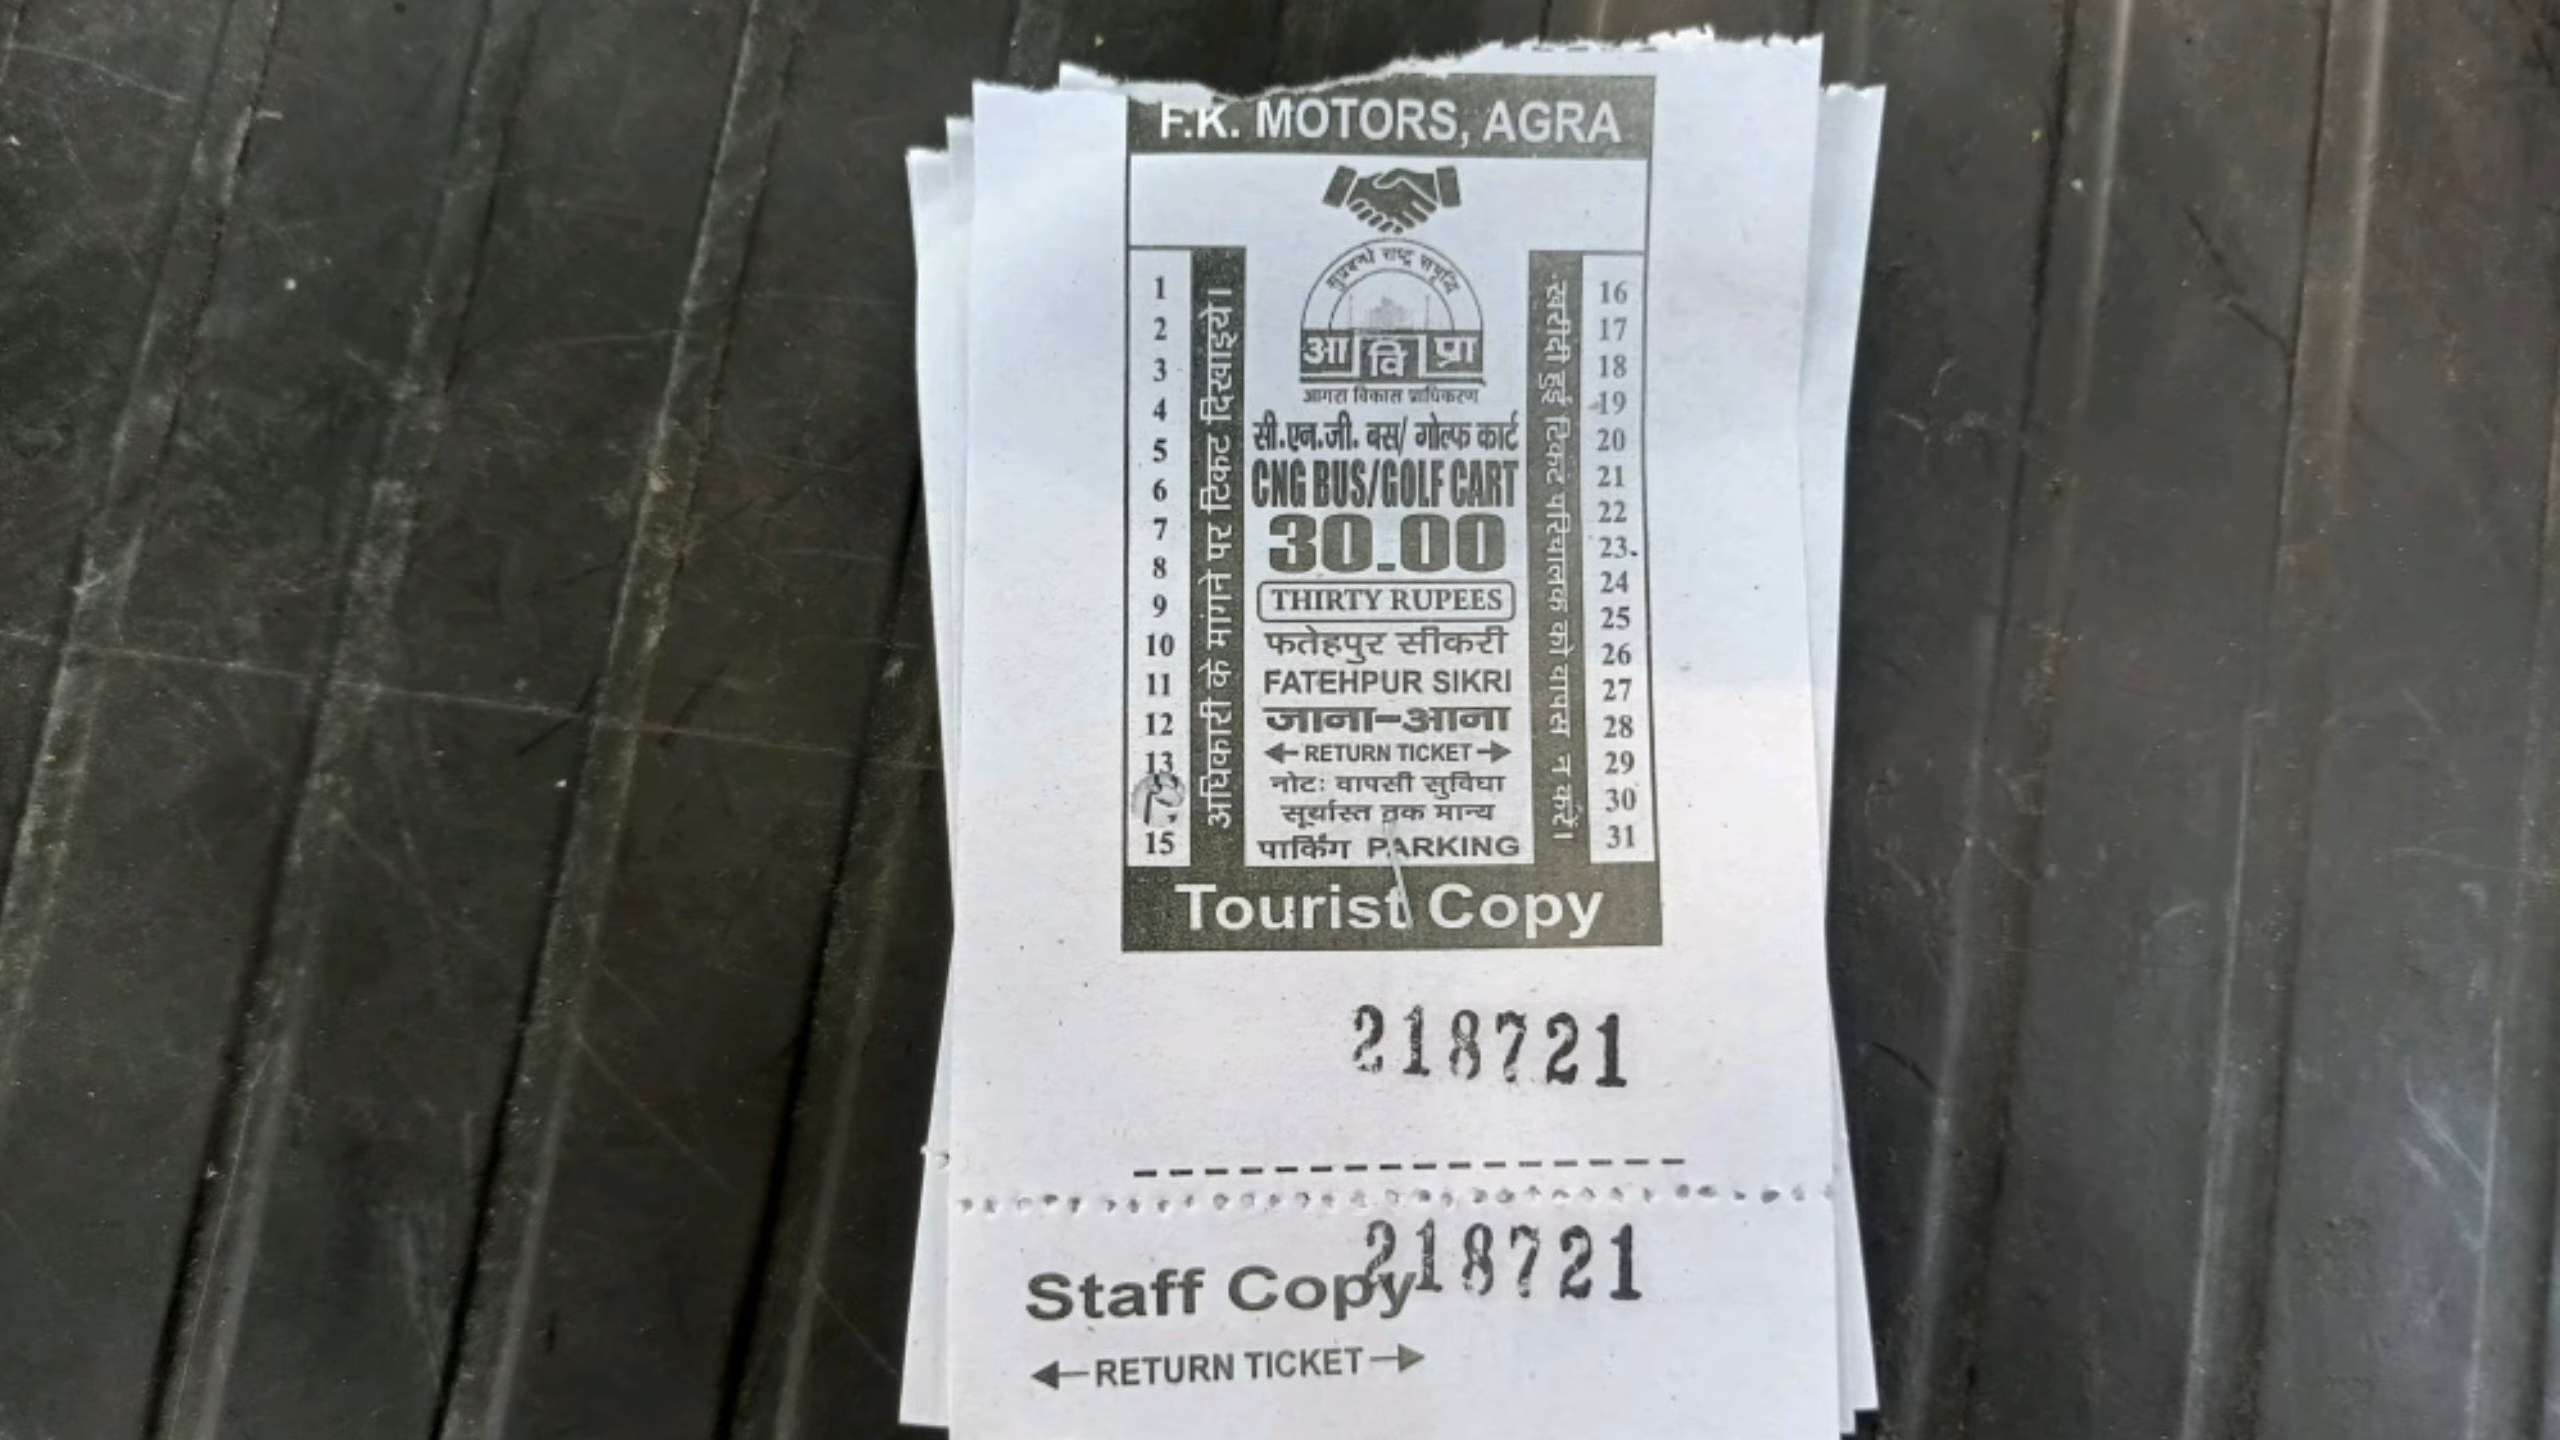 F.K. MOTORS, AGRA
सुप्रबन्धो राष्ट्र समृद्धि
आ वि प्रा
आगरा विकास प्राधिकरण
सी.एन.जी. बस/ गोल्फ कार्ट
CNG BUS/GOLF CART
30.00
THIRTY RUPEES
फतेहपुर सीकरी
FATEHPUR SIKRI
जाना-आना
RETURN TICKET
नोटः वापसी सुविधा
सूर्यास्त तक मान्य
पार्किंग PARKING
1
2
3
4
5
6
7
8
9
10
11
12
13
15
अधिकारी के मांगने पर टिकट दिखाइये।
खरीदी हुई टिकट परिचालक को वापस न करें।
16
17
18
19
20
21
22
23
24
25
26
27
28
29
30
31
Tourist Copy
218721
218721
Staff Copy
RETURN TICKET